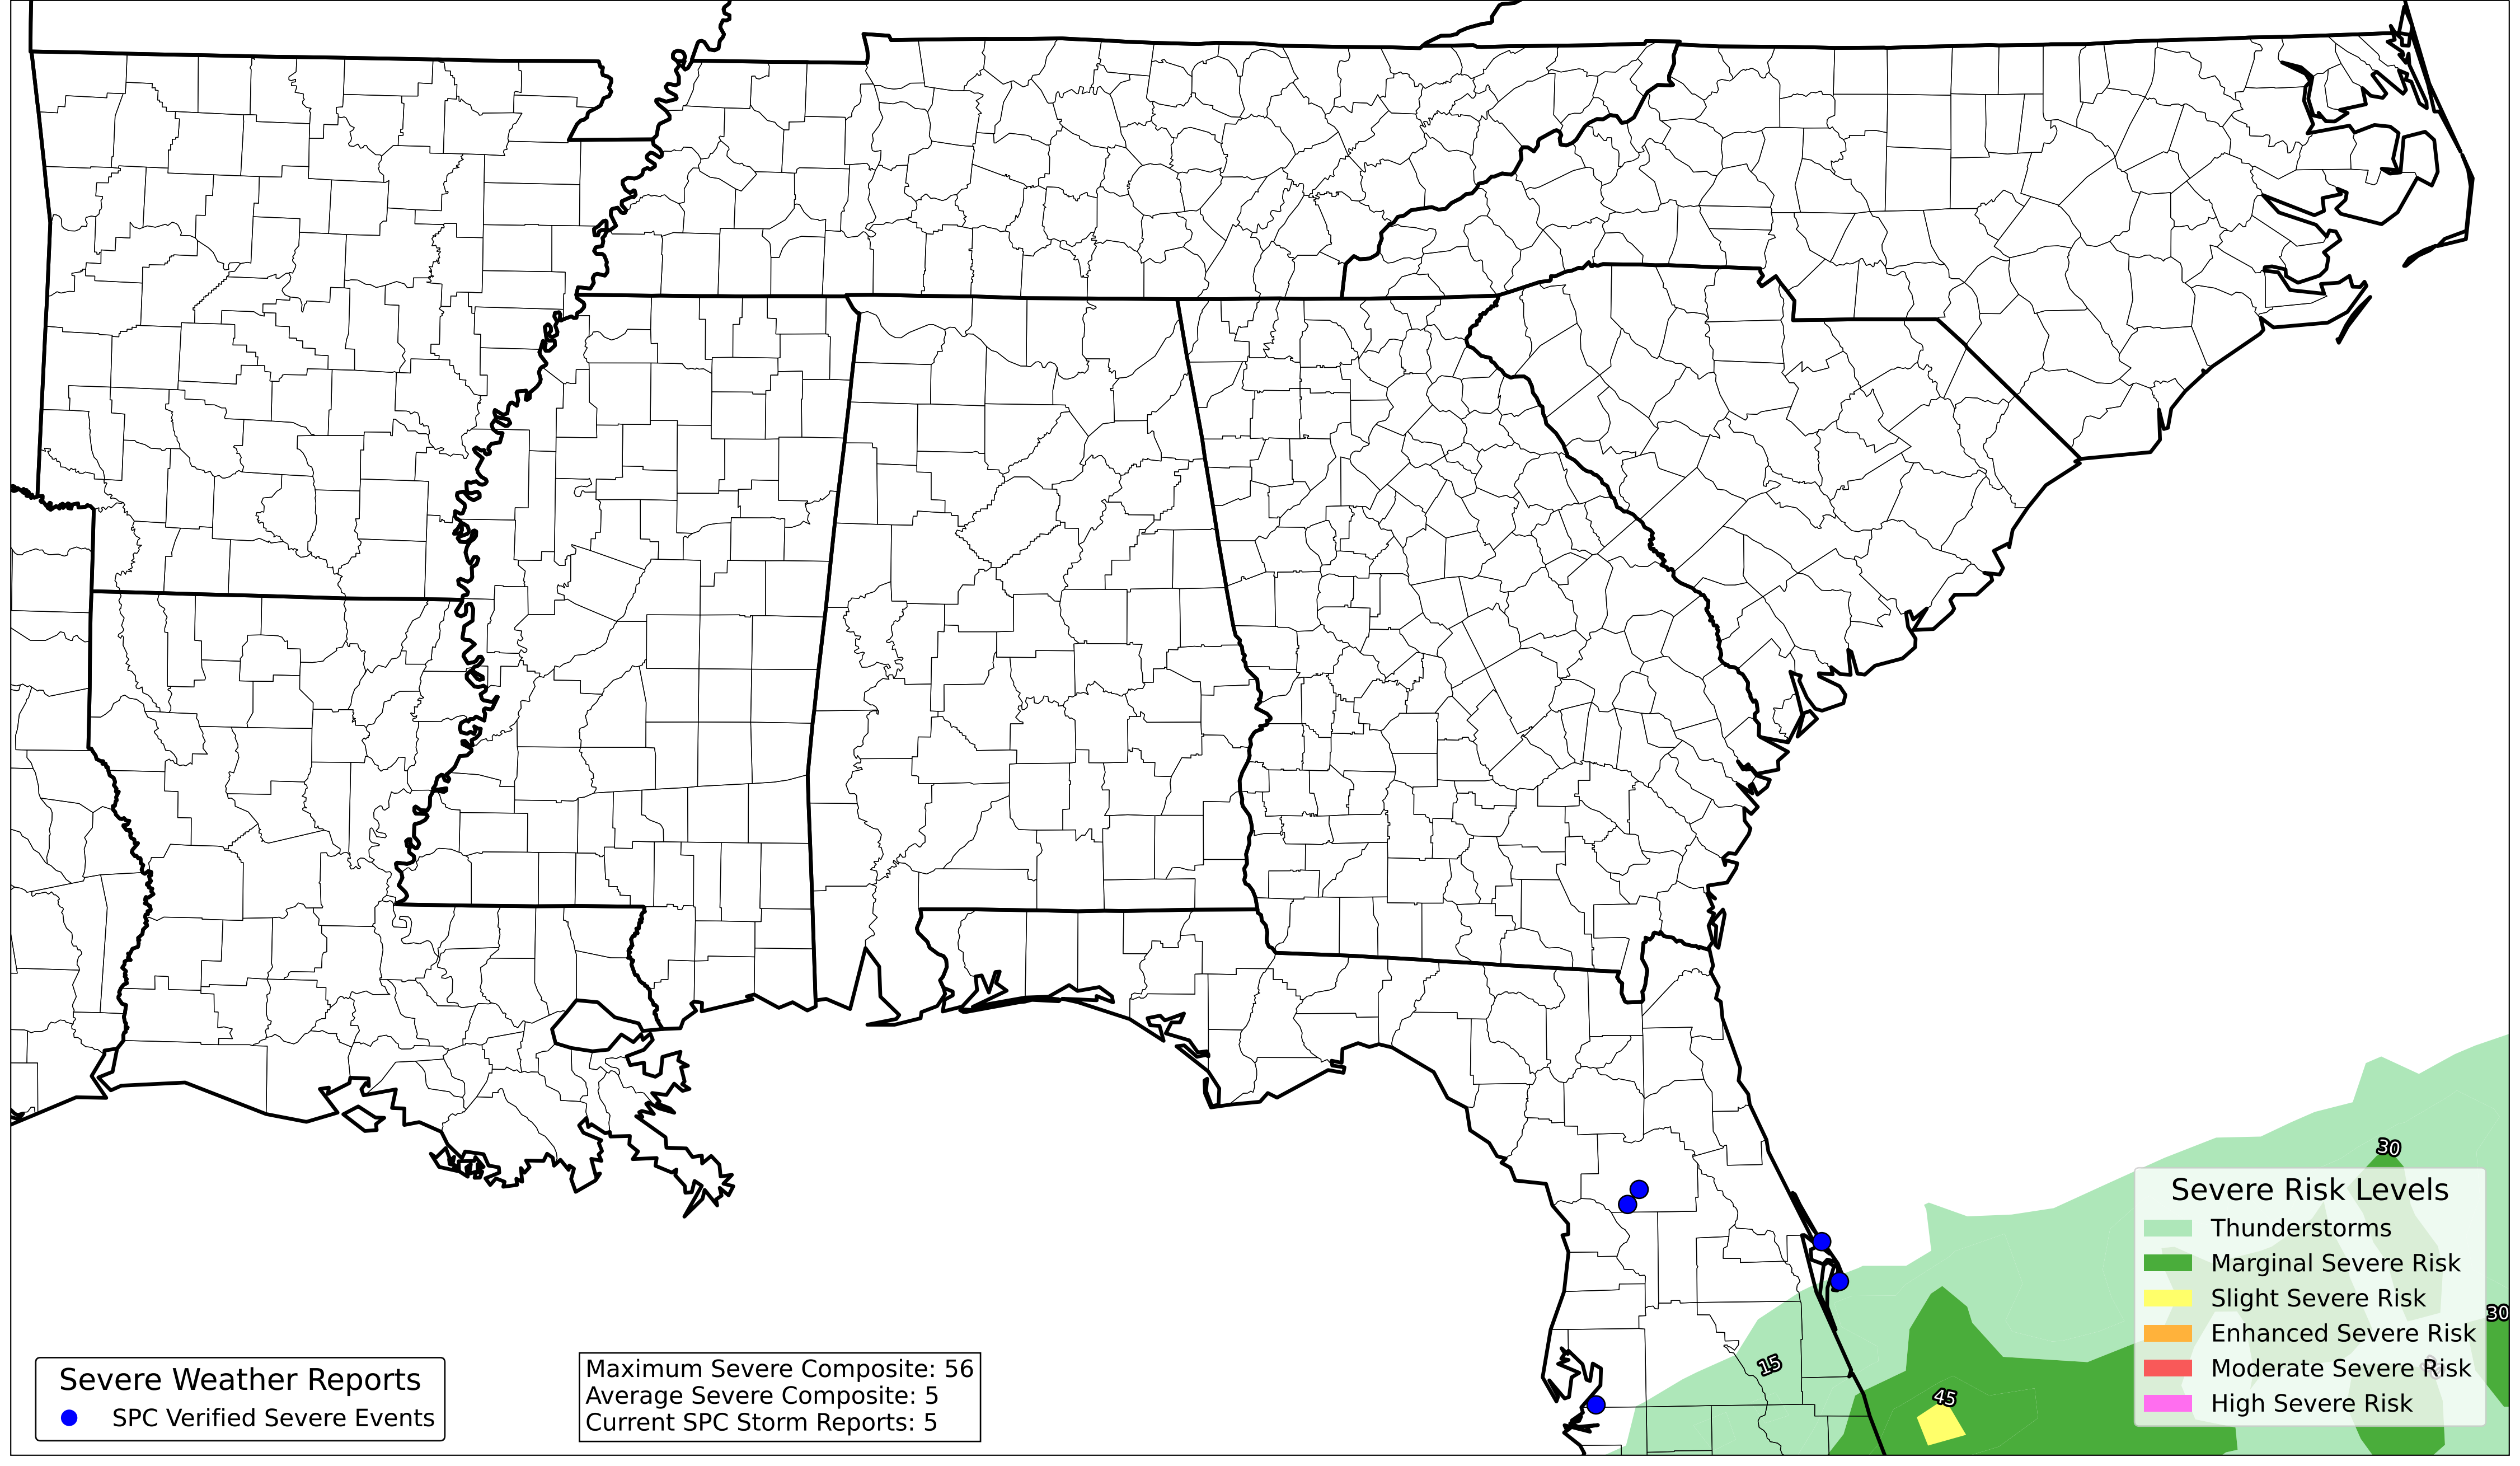 30
Severe Risk Levels
Thunderstorms
Marginal Severe Risk
Slight Severe Risk
Enhanced Severe Risk
Moderate Severe Risk
High Severe Risk
30
15
45
Severe Weather Reports
SPC Verified Severe Events
Maximum Severe Composite: 56
Average Severe Composite: 5
Current SPC Storm Reports: 5